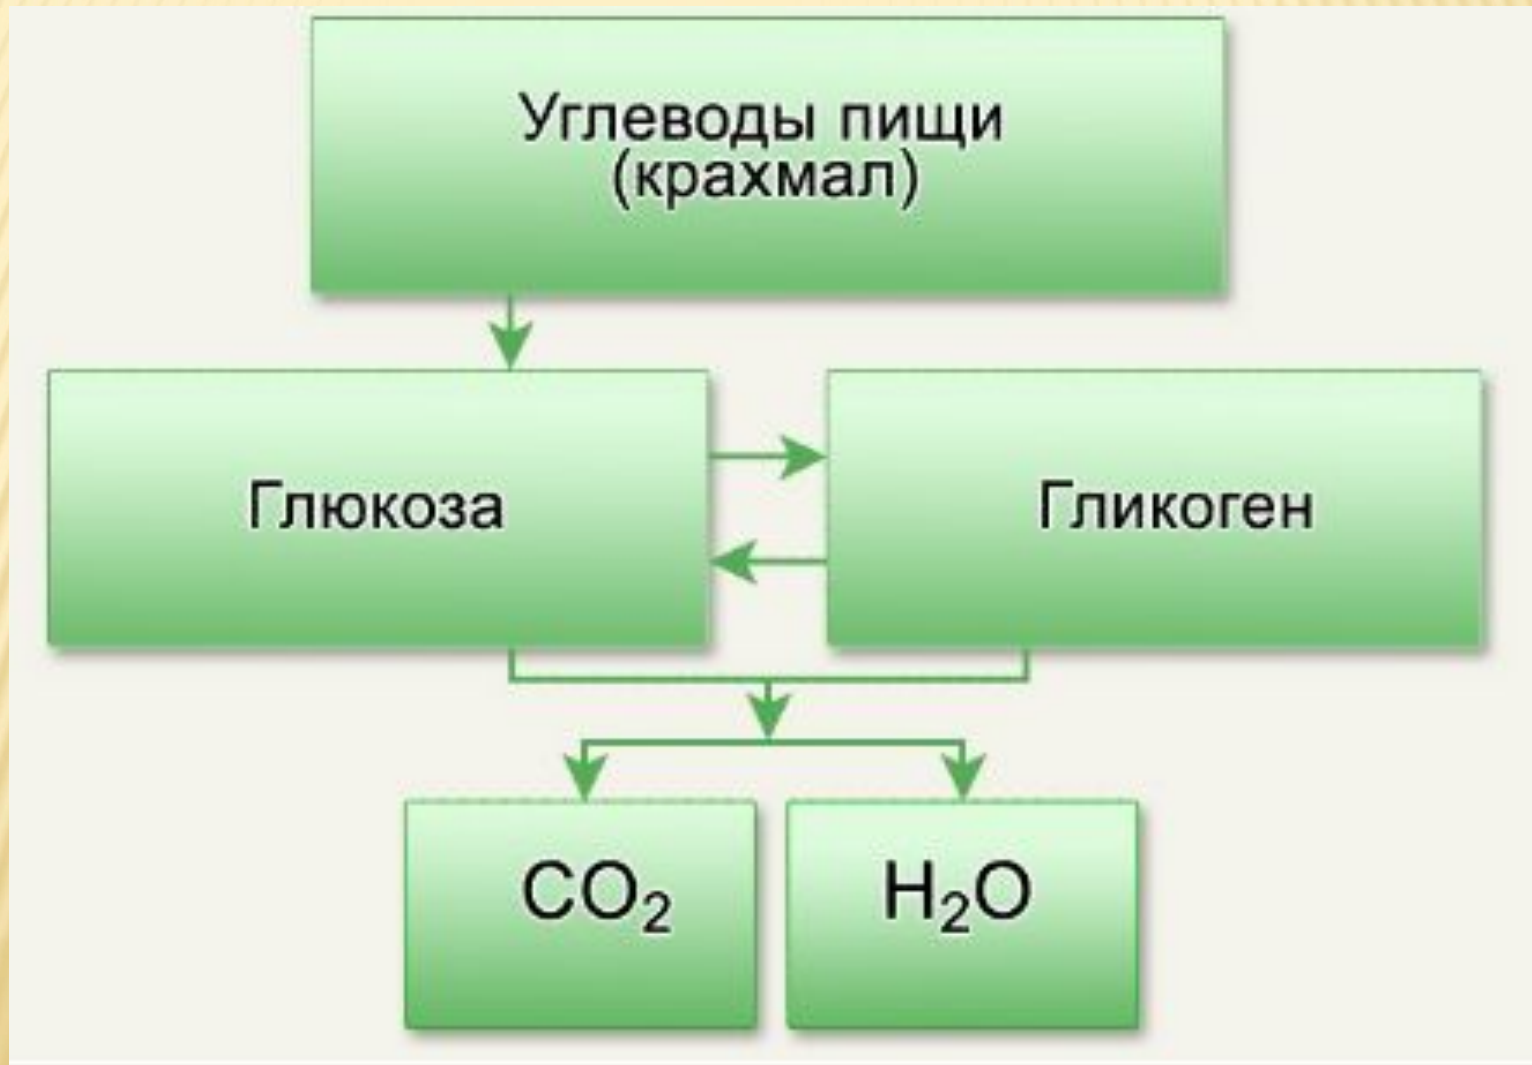 Углеводы пищи
(крахмал)
Глюкоза
Гликоген
CO₂
H₂O